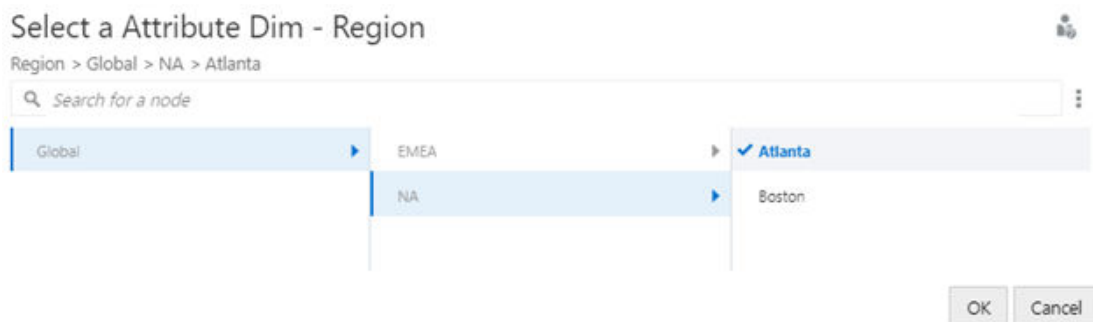 Select a Attribute Dim - Region
Region > Global > NA > Atlanta
Search for a node
Global
EMEA
Atlanta
NA
Boston
OK
Cancel